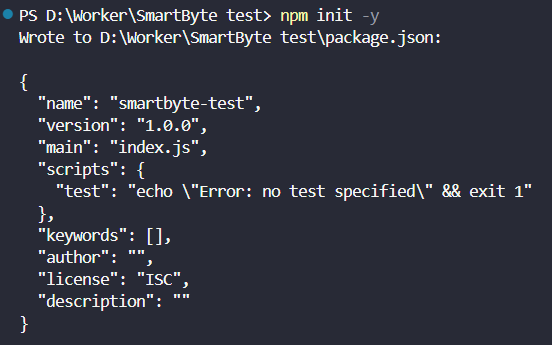 PS D:\Worker\SmartByte test> npm init -y
Wrote to D:\Worker\SmartByte test\package.json:
{
  "name": "smartbyte-test",
  "version": "1.0.0",
  "main": "index.js",
  "scripts": {
    "test": "echo \"Error: no test specified\" && exit 1"
  },
  "keywords": [],
  "author": "",
  "license": "ISC",
  "description": ""
}